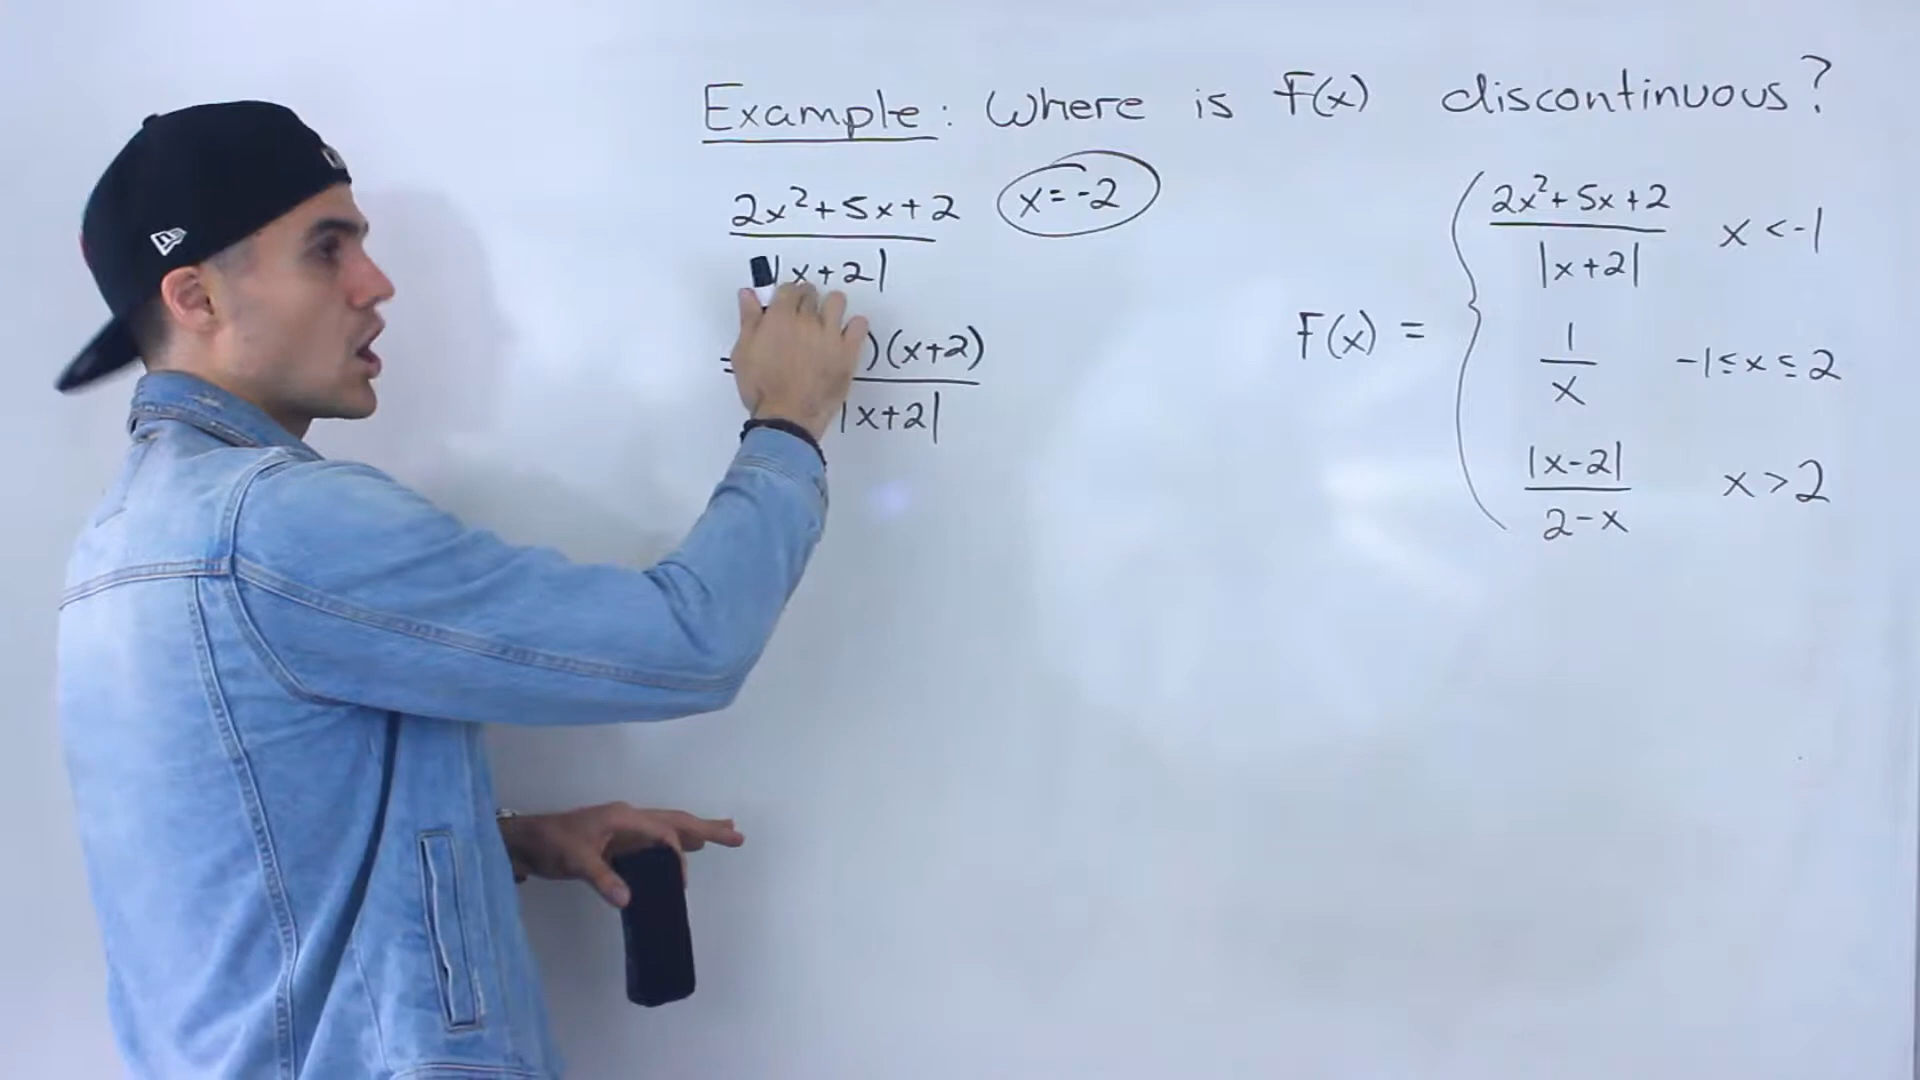 Example: Where is F(x) discontinuous?
2x²+5x+2
|x+2|
x=-2
= )(x+2)
|x+2|
F(x) =
2x²+5x+2
|x+2|
x <-1
1
x
-1≤x≤2
|x-2|
2-x
x >2